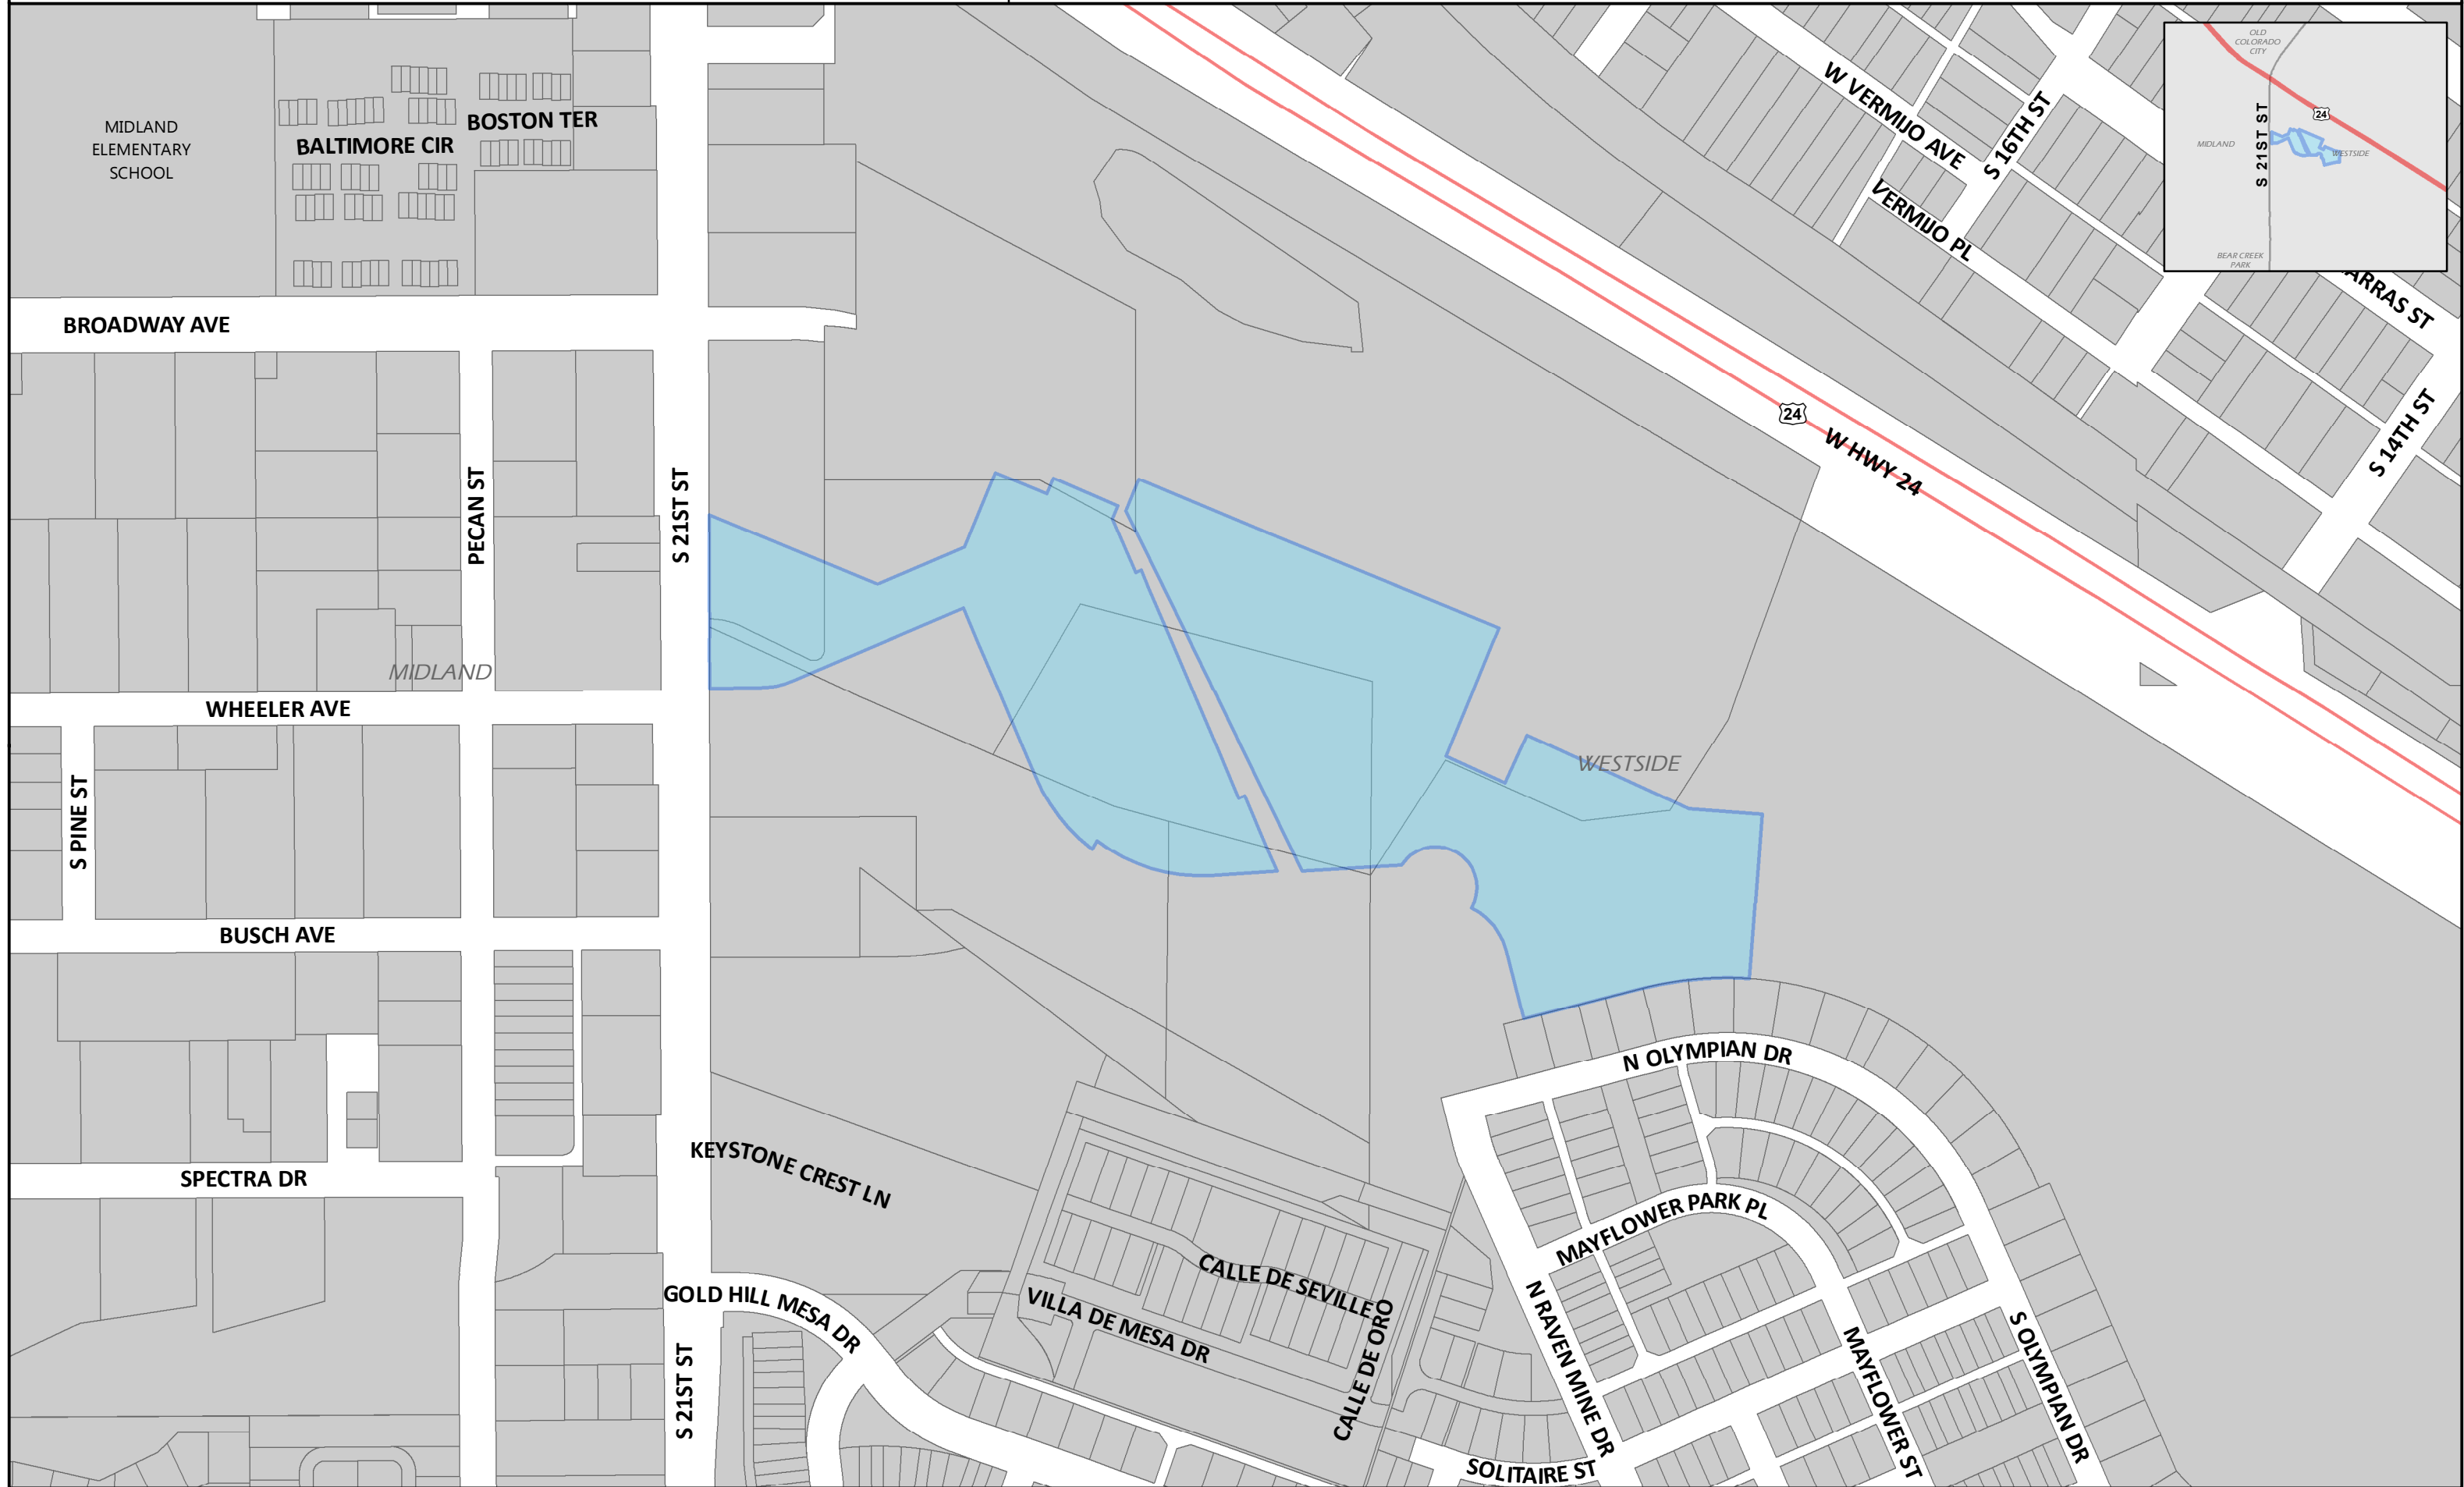 MIDLAND
ELEMENTARY
SCHOOL
BALTIMORE CIR
BOSTON TER
W VERMIJO AVE
S 16TH ST
VERMIJO PL
OLD
COLORADO
CITY
24
S 21ST ST
MIDLAND
WESTSIDE
BEAR CREEK
PARK
ARRAS ST
BROADWAY AVE
S 14TH ST
24
W HWY 24
PECAN ST
S 21ST ST
MIDLAND
WHEELER AVE
WESTSIDE
S PINE ST
BUSCH AVE
N OLYMPIAN DR
KEYSTONE CREST LN
SPECTRA DR
MAYFLOWER PARK PL
CALLE DE SEVILLE
GOLD HILL MESA DR
VILLA DE MESA DR
CALLE DE ORO
N RAVEN MINE DR
S 21ST ST
MAYFLOWER ST
S OLYMPIAN DR
SOLITAIRE ST